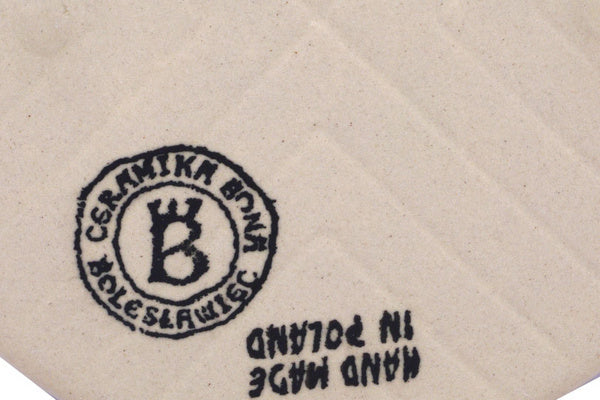 CERAMIKA BONA
BOLESŁAWIEC
B
HAND MADE
IN POLAND